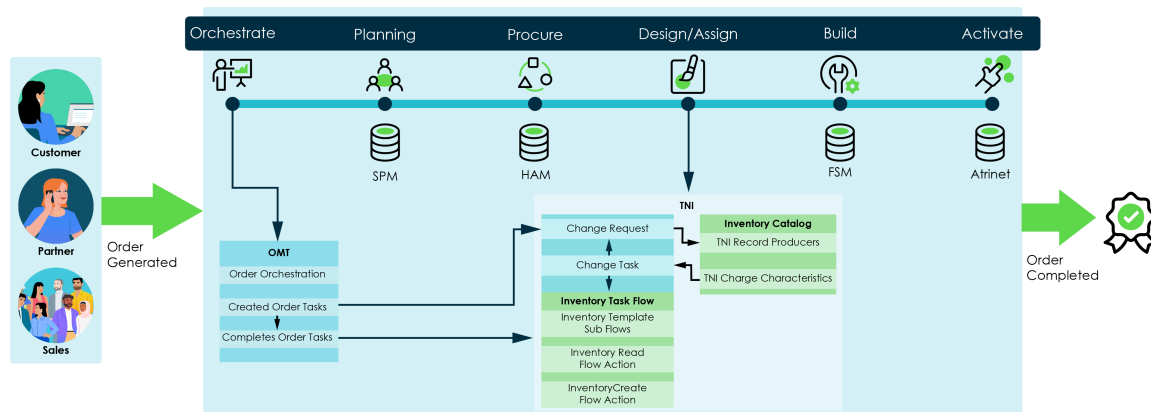 Orchestrate
Planning
Procure
Design/Assign
Build
Activate
Customer
Partner
Sales
Order
Generated
SPM
HAM
FSM
Atrinet
OMT
Order Orchestration
Created Order Tasks
Completes Order Tasks
TNI
Change Request
Change Task
Inventory Task Flow
Inventory Template
Sub Flows
Inventory Read
Flow Action
InventoryCreate
Flow Action
Inventory Catalog
TNI Record Producers
TNI Charge Characteristics
Order
Completed